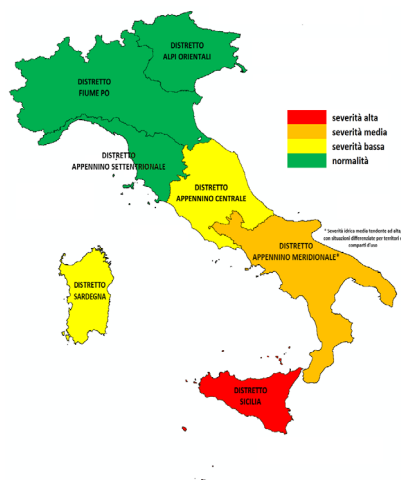 DISTRETTO
ALPI ORIENTALI
DISTRETTO
FIUME PO
severità alta
severità media
severità bassa
normalità
DISTRETTO
APPENNINO SETTENTRIONALE
DISTRETTO
APPENNINO CENTRALE
* Severità idrica media tendente ad alta
con situazioni differenziate per territori e
comparti d'uso
DISTRETTO
APPENNINO MERIDIONALE*
DISTRETTO
SARDEGNA
DISTRETTO
SICILIA